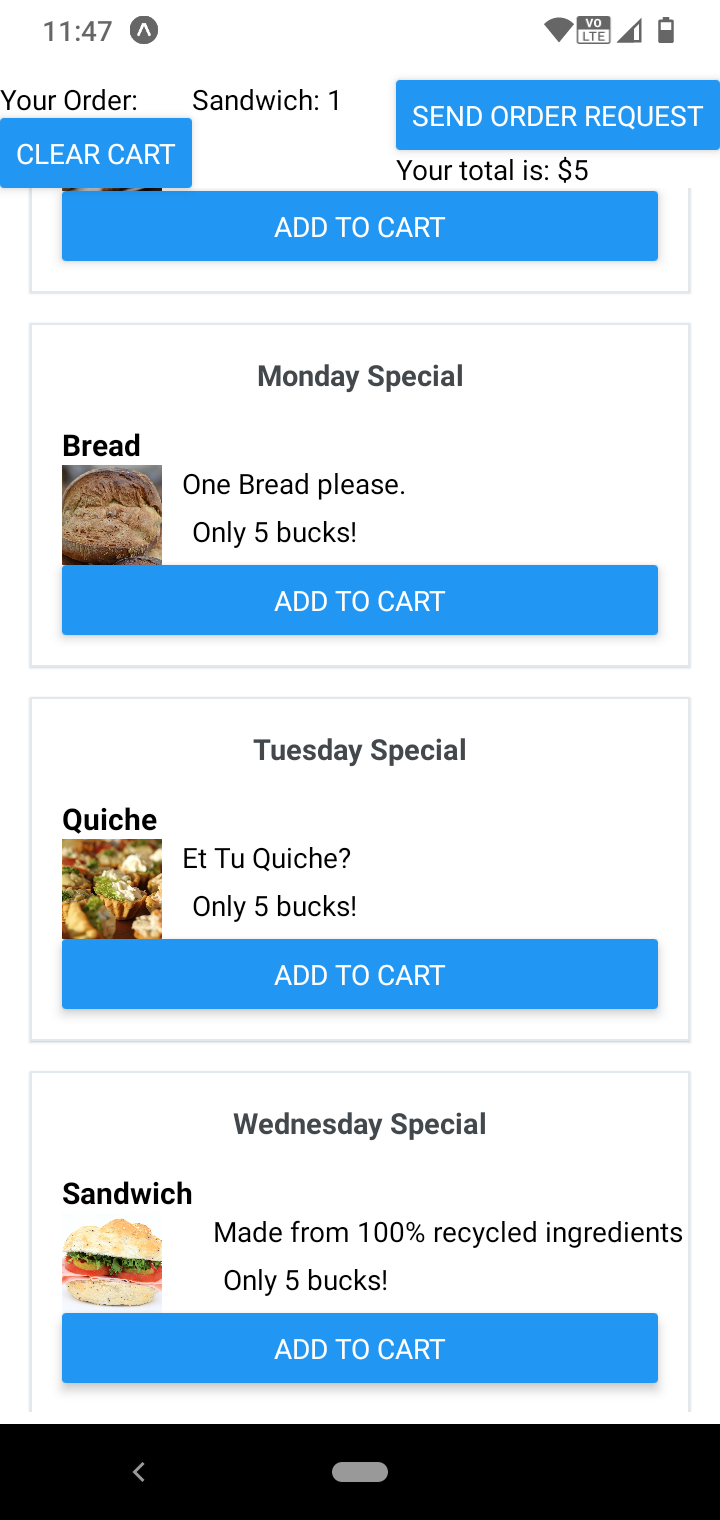 11:47
VO
LTE
Your Order:
Sandwich: 1
SEND ORDER REQUEST
CLEAR CART
Your total is: $5
ADD TO CART
Monday Special
Bread
One Bread please.
Only 5 bucks!
ADD TO CART
Tuesday Special
Quiche
Et Tu Quiche?
Only 5 bucks!
ADD TO CART
Wednesday Special
Sandwich
Made from 100% recycled ingredients
Only 5 bucks!
ADD TO CART